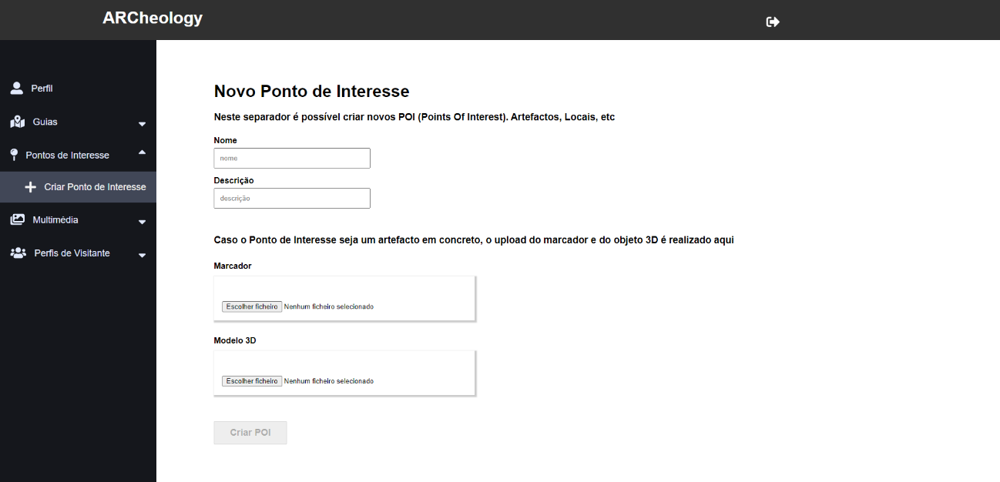 ARCheology
Perfil
Guias
Pontos de Interesse
Criar Ponto de Interesse
Multimédia
Perfis de Visitante
Novo Ponto de Interesse
Neste separador é possível criar novos POI (Points Of Interest). Artefactos, Locais, etc
Nome
nome
Descrição
descrição
Caso o Ponto de Interesse seja um artefacto em concreto, o upload do marcador e do objeto 3D é realizado aqui
Marcador
Escolher ficheiro Nenhum ficheiro selecionado
Modelo 3D
Escolher ficheiro Nenhum ficheiro selecionado
Criar POI